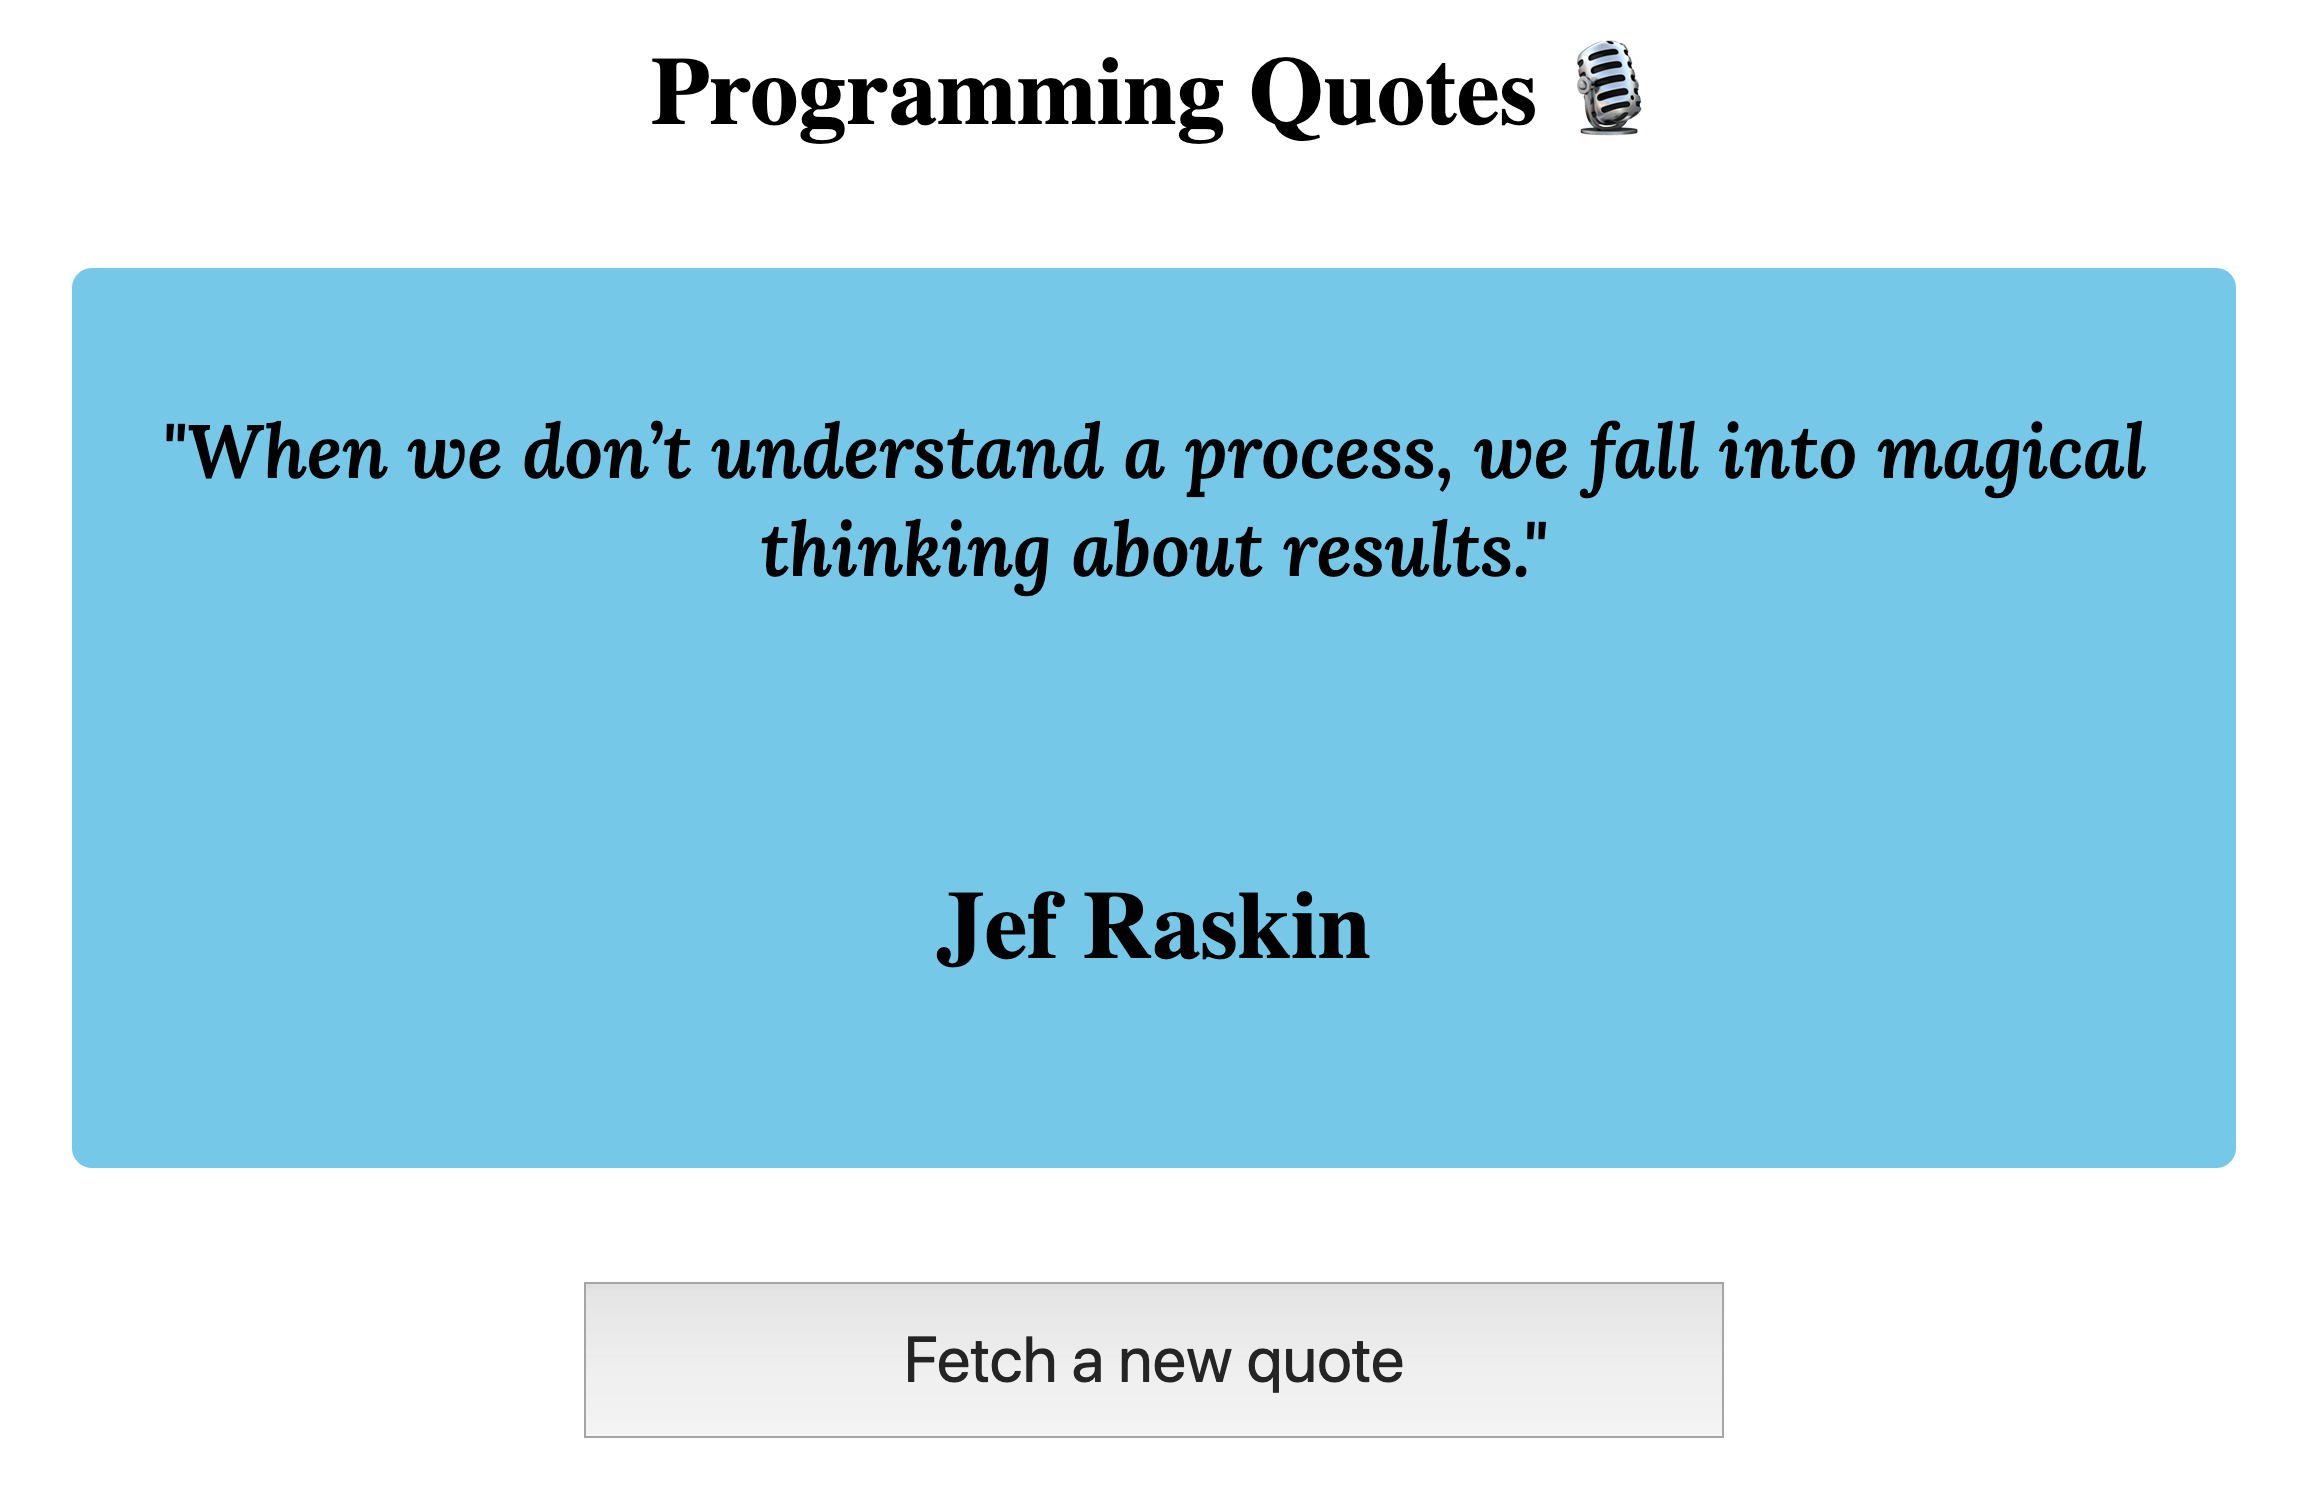 Programming Quotes 🎙️
"When we don’t understand a process, we fall into magical
thinking about results."
Jef Raskin
Fetch a new quote